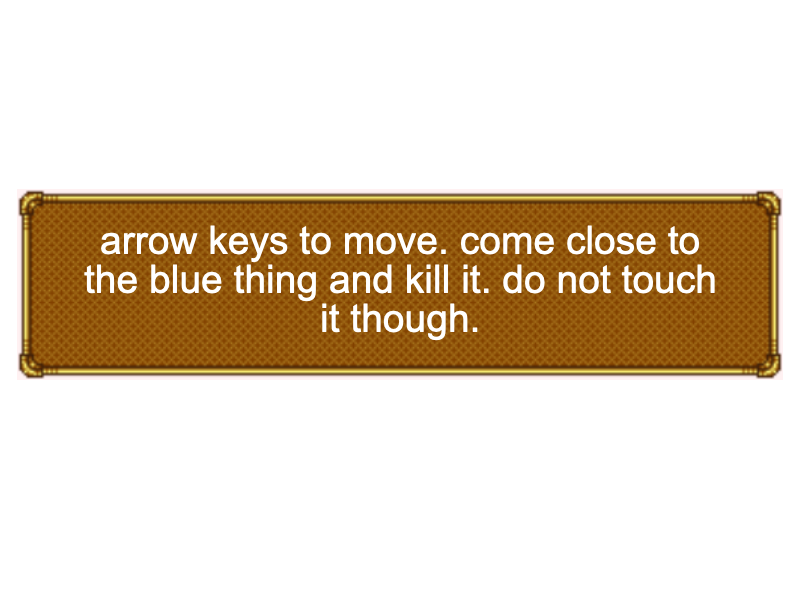 arrow keys to move. come close to
the blue thing and kill it. do not touch
it though.